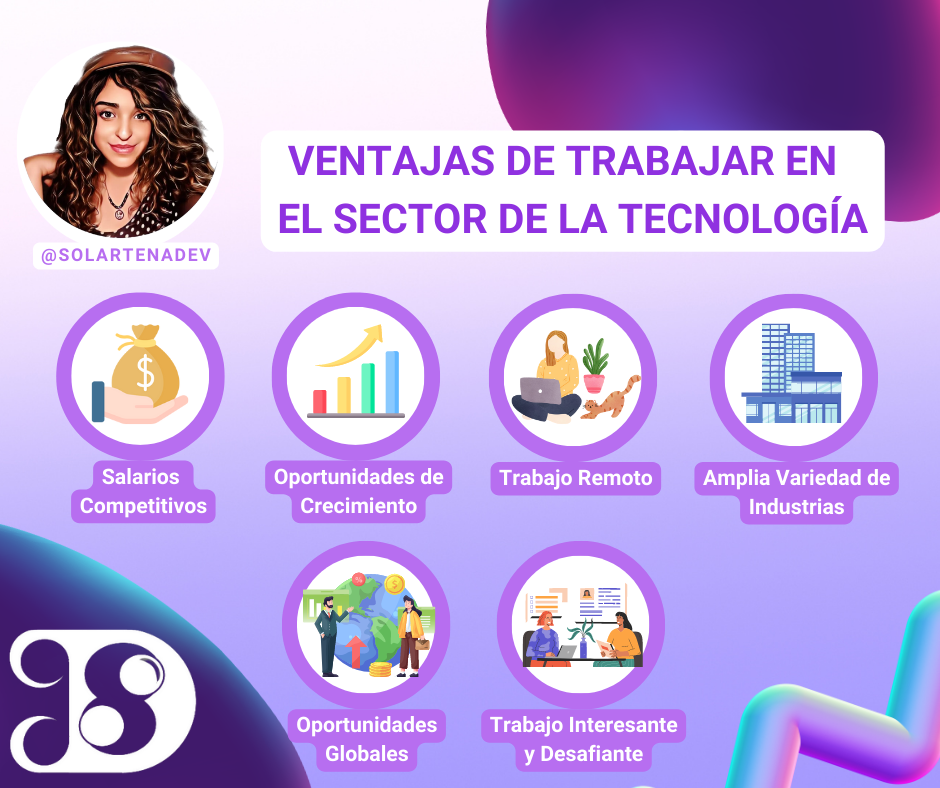 VENTAJAS DE TRABAJAR EN
EL SECTOR DE LA TECNOLOGÍA
@SOLARTENADEV
$
Salarios
Competitivos
Oportunidades de
Crecimiento
Trabajo Remoto
Amplia Variedad de
Industrias
$
Oportunidades
Globales
Trabajo Interesante
y Desafiante